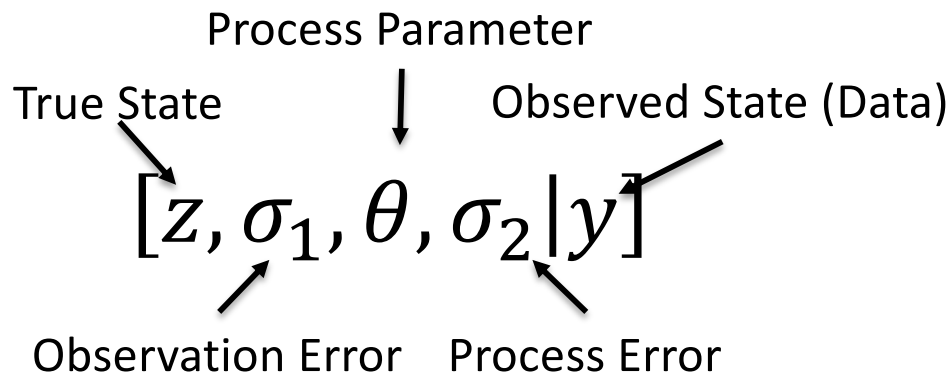 Process Parameter
True State
Observed State (Data)
[z, σ₁, θ, σ₂|y]
Observation Error
Process Error